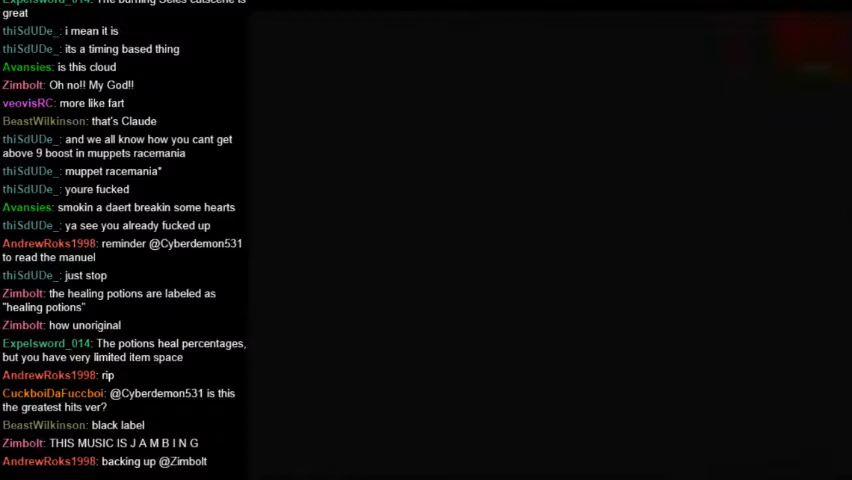 Expelsword_014: The burning Seles catscene is
great
thiSdUDe_: i mean it is
thiSdUDe_: its a timing based thing
Avansies: is this cloud
Zimbolt: Oh no!! My God!!
veovisRC: more like fart
BeastWilkinson: that's Claude
thiSdUDe_: and we all know how you cant get
above 9 boost in muppets racemania
thiSdUDe_: muppet racemania*
thiSdUDe_: youre fucked
Avansies: smokin a daert breakin some hearts
thiSdUDe_: ya see you already fucked up
AndrewRoks1998: reminder @Cyberdemon531
to read the manuel
thiSdUDe_: just stop
Zimbolt: the healing potions are labeled as
"healing potions"
Zimbolt: how unoriginal
Expelsword_014: The potions heal percentages,
but you have very limited item space
AndrewRoks1998: rip
CuckboiDaFuccboi: @Cyberdemon531 is this
the greatest hits ver?
BeastWilkinson: black label
Zimbolt: THIS MUSIC IS J A M B I N G
AndrewRoks1998: backing up @Zimbolt